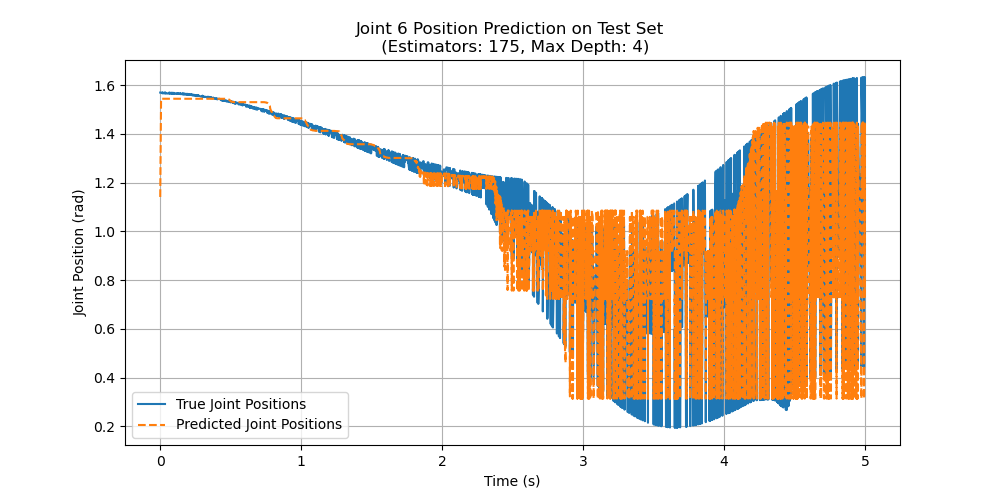 Joint 6 Position Prediction on Test Set
(Estimators: 175, Max Depth: 4)
Joint Position (rad)
1.6
1.4
1.2
1.0
0.8
0.6
0.4
0.2
True Joint Positions
Predicted Joint Positions
0 1 2 3 4 5
Time (s)